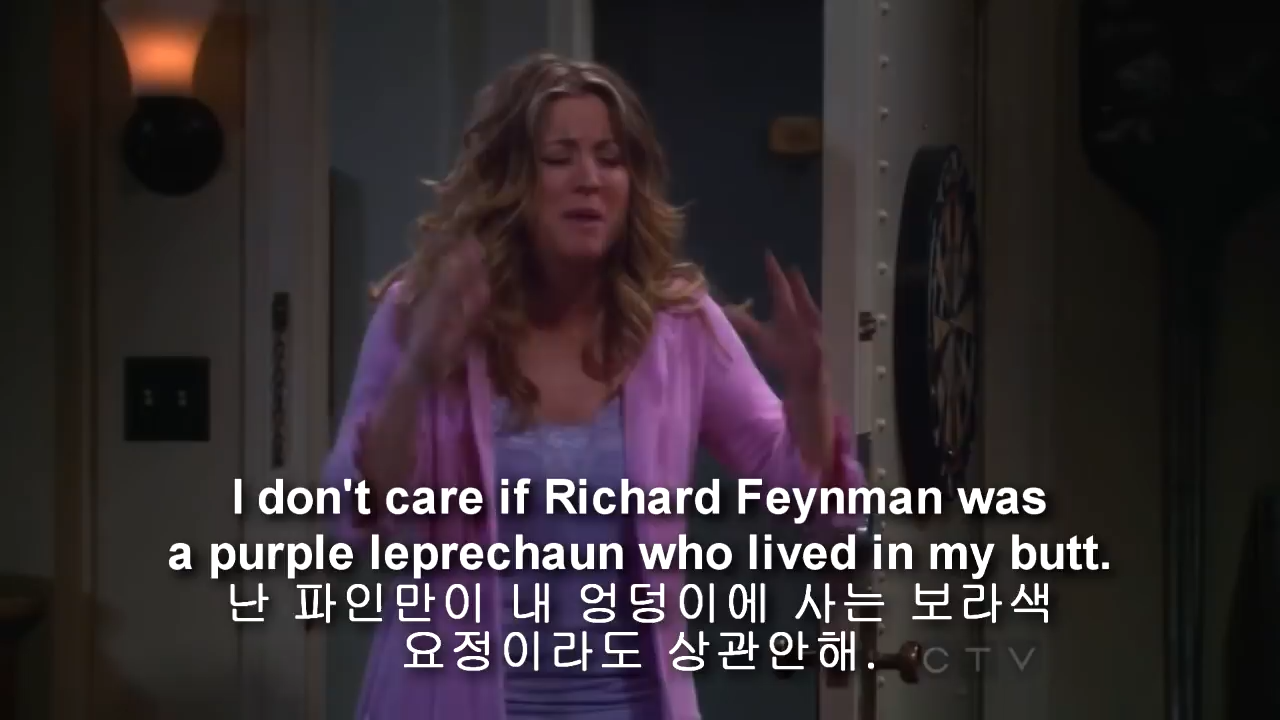 I don't care if Richard Feynman was
a purple leprechaun who lived in my butt.
난 파인만이 내 엉덩이에 사는 보라색
요정이라도 상관안해.
CTV